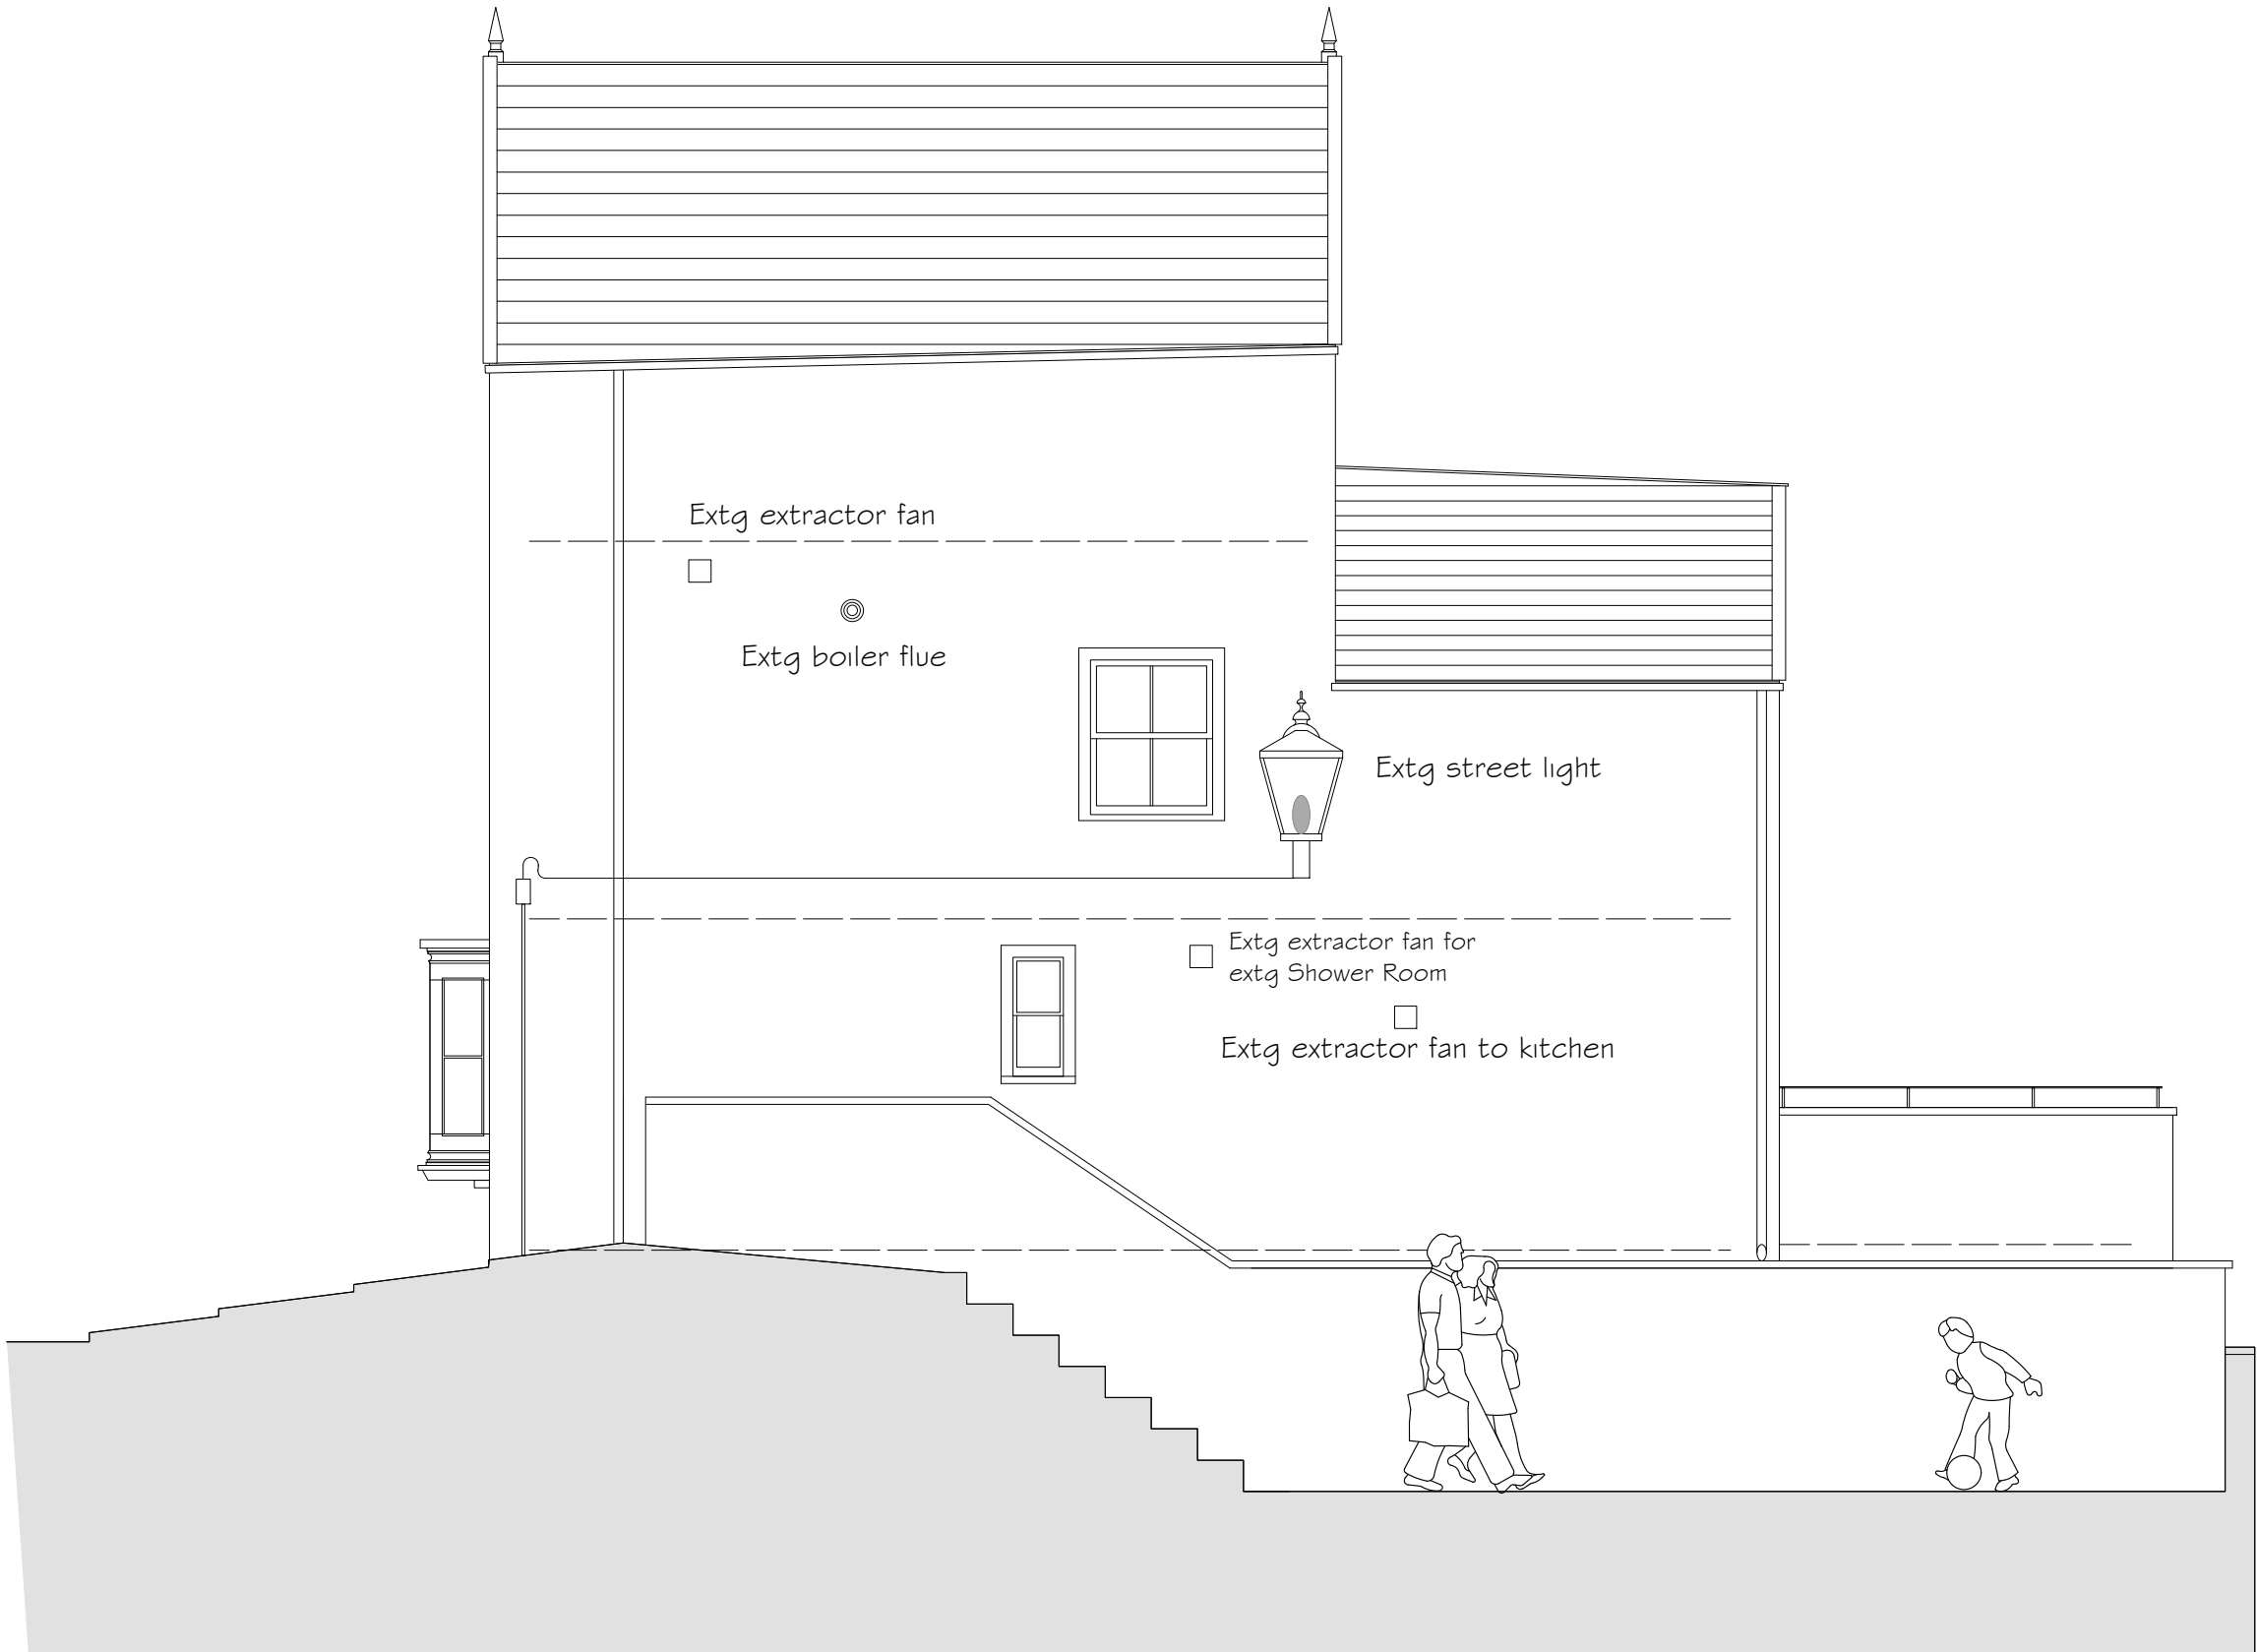 Extg extractor fan
Extg boiler flue
Extg street light
Extg extractor fan for
extg Shower Room
Extg extractor fan to kitchen